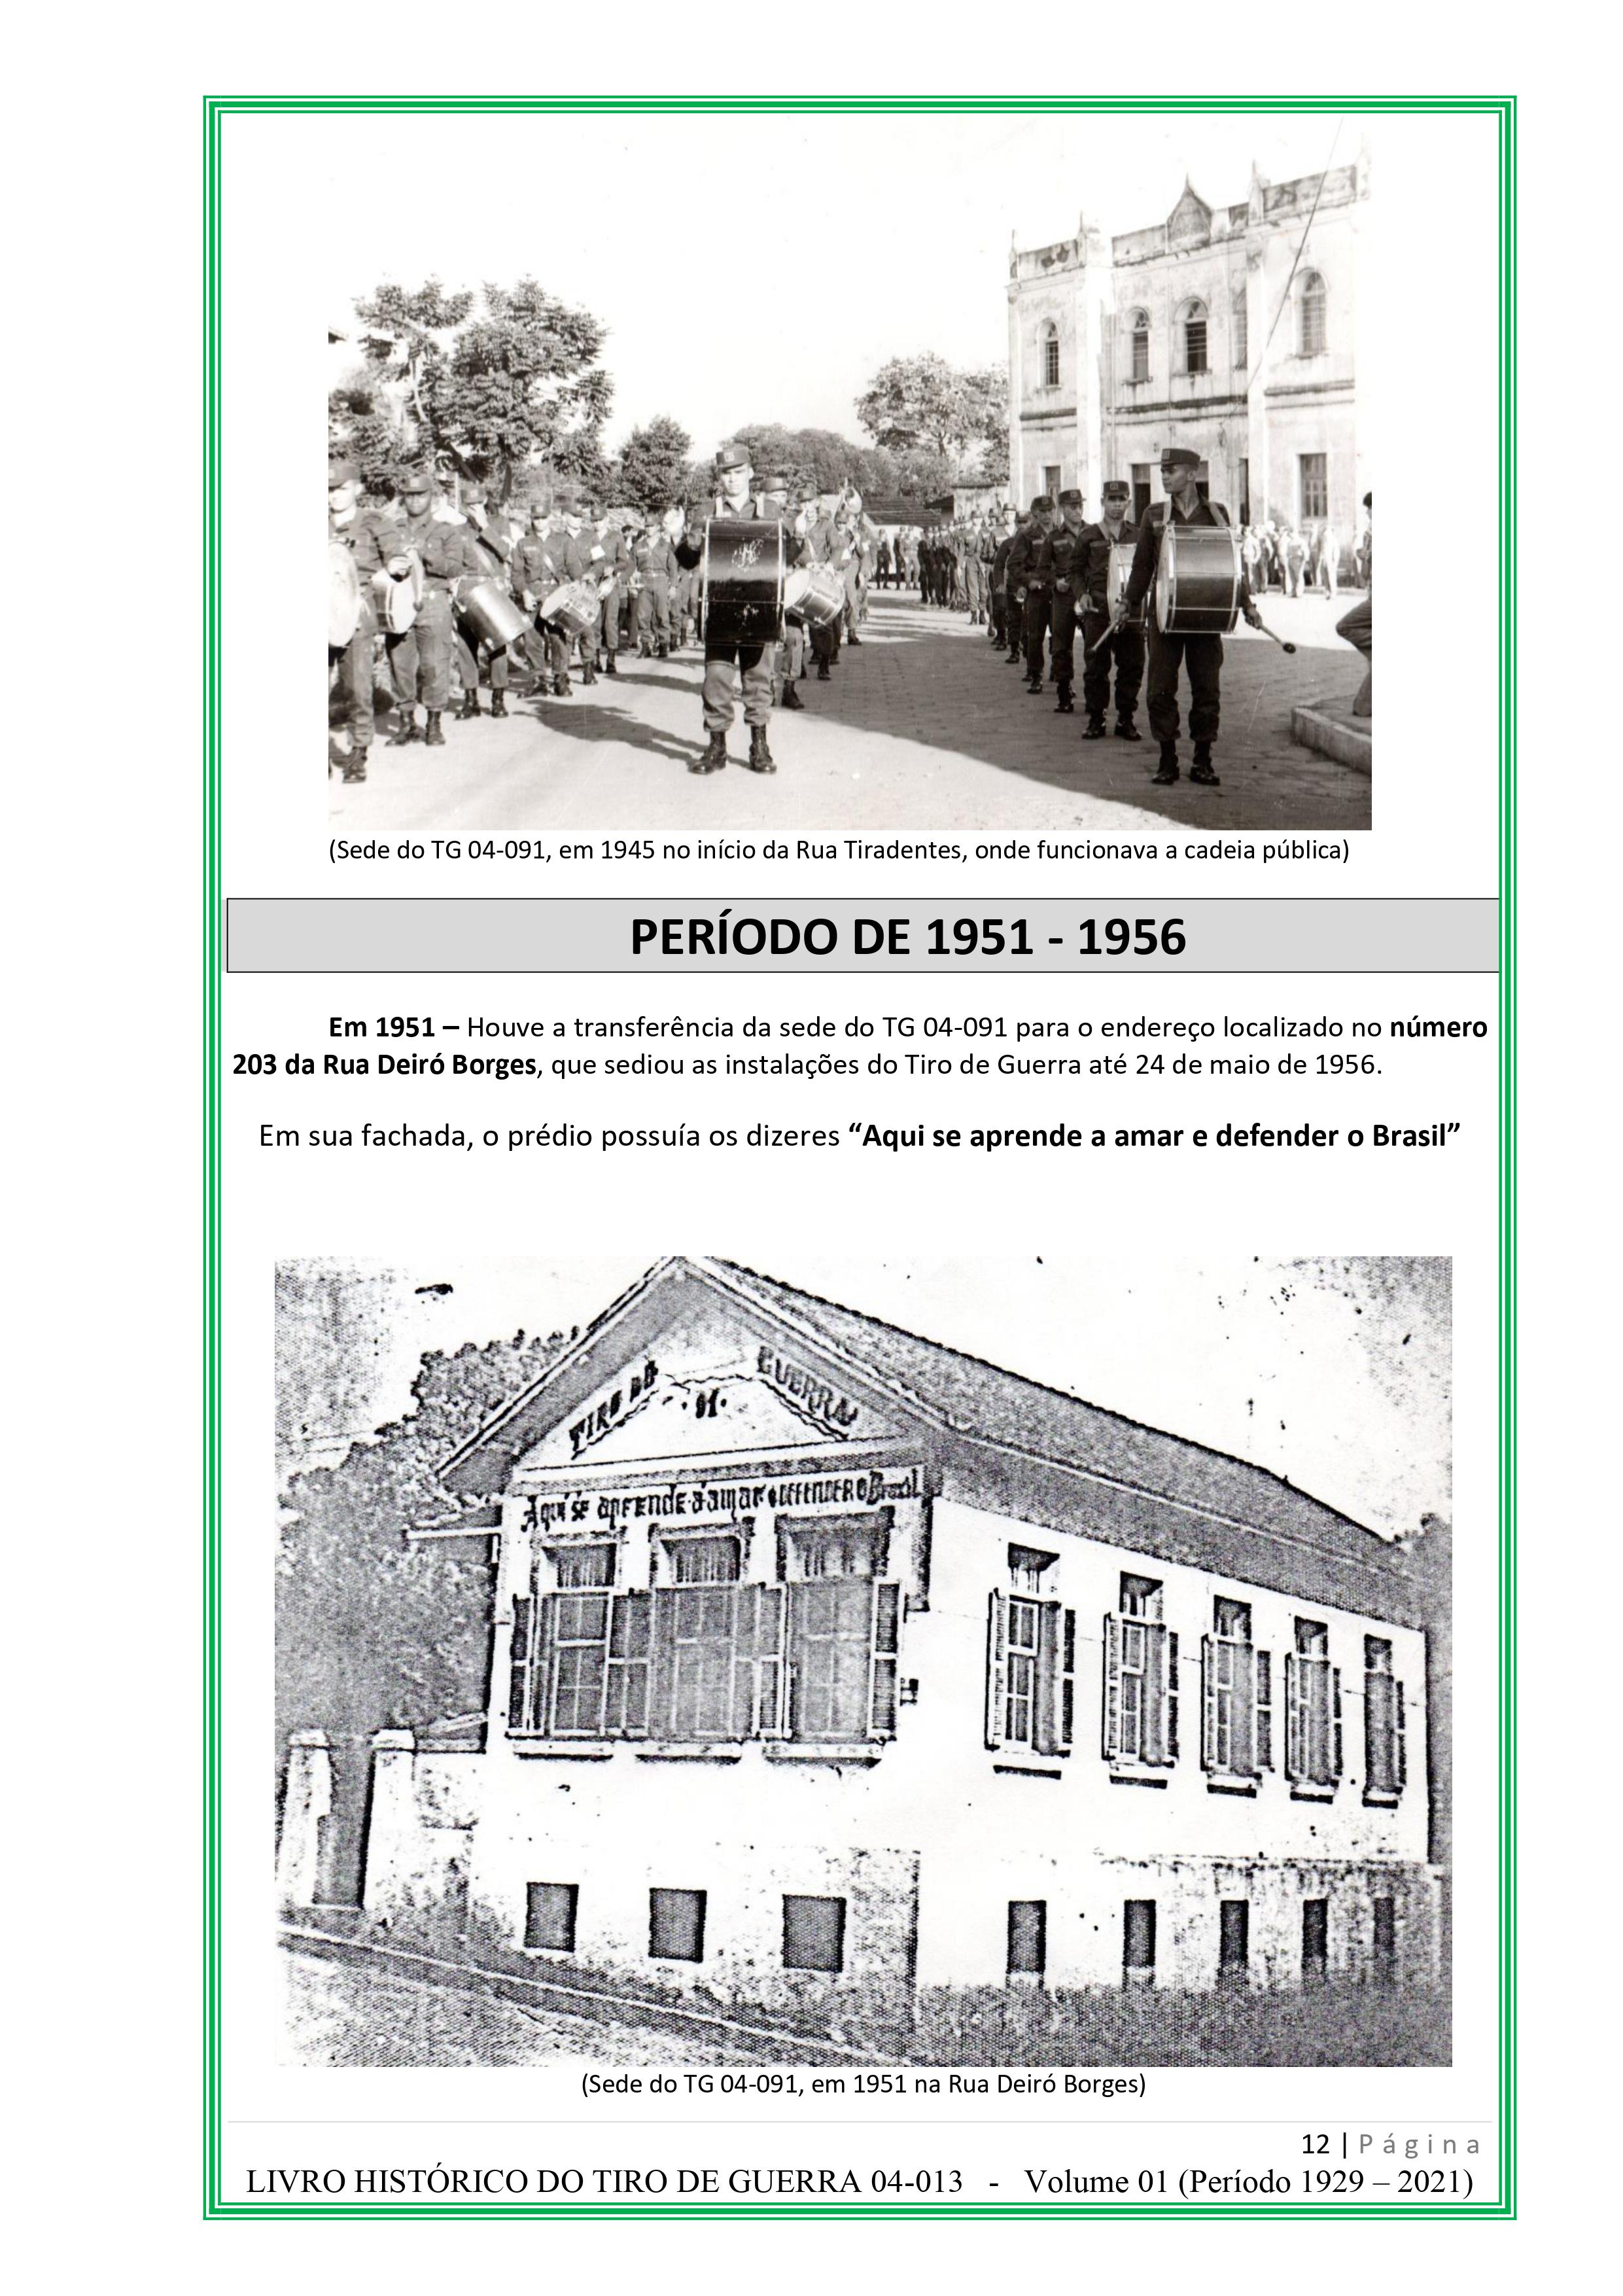 (Sede do TG 04-091, em 1945 no início da Rua Tiradentes, onde funcionava a cadeia pública)
PERÍODO DE 1951 - 1956
Em 1951 – Houve a transferência da sede do TG 04-091 para o endereço localizado no número
203 da Rua Deiró Borges, que sediou as instalações do Tiro de Guerra até 24 de maio de 1956.
Em sua fachada, o prédio possuía os dizeres “Aqui se aprende a amar e defender o Brasil”
TIRO DE GUERRA
91
Aqui se aprende a amar e DEFENDER O Brazil
(Sede do TG 04-091, em 1951 na Rua Deiró Borges)
12 | Página
LIVRO HISTÓRICO DO TIRO DE GUERRA 04-013 - Volume 01 (Período 1929 – 2021)